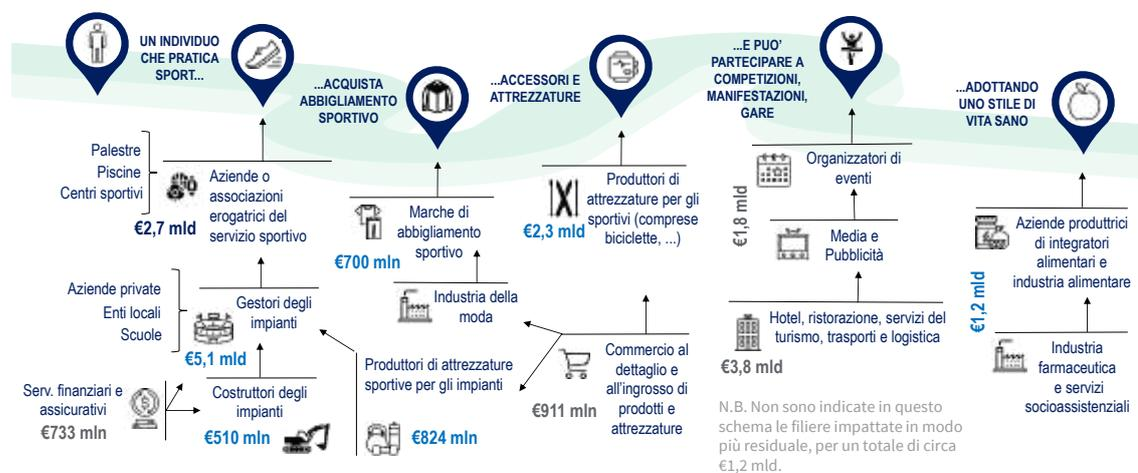 UN INDIVIDUO
CHE PRATICA
SPORT...
Palestre
Piscine
Centri sportivi
€2,7 mld
Aziende o
associazioni
erogatrici del
servizio sportivo
Aziende private
Enti locali
Scuole
Gestori degli
impianti
€5,1 mld
Serv. finanziari e
assicurativi
€733 mln
Costruttori degli
impianti
€510 mln
...ACQUISTA
ABBIGLIAMENTO
SPORTIVO
Marche di
abbigliamento
sportivo
€700 mln
Industria della
moda
Produttori di attrezzature
sportive per gli impianti
€824 mln
...ACCESSORI E
ATTREZZATURE
Produttori di
attrezzature per gli
sportivi (comprese
biciclette, ...)
€2,3 mld
Commercio al
dettaglio e
all'ingrosso di
prodotti e
attrezzature
€911 mln
...E PUO'
PARTECIPARE A
COMPETIZIONI,
MANIFESTAZIONI,
GARE
Organizzatori di
eventi
€1,8 mld
Media e
Pubblicità
Hotel, ristorazione, servizi del
turismo, trasporti e logistica
€3,8 mld
N.B. Non sono indicate in questo
schema le filiere impattate in modo
più residuale, per un totale di circa
€1,2 mld.
...ADOTTANDO
UNO STILE DI
VITA SANO
Aziende produttrici
di integratori
alimentari e
industria alimentare
€1,2 mld
Industria
farmaceutica
e servizi
socioassistenziali